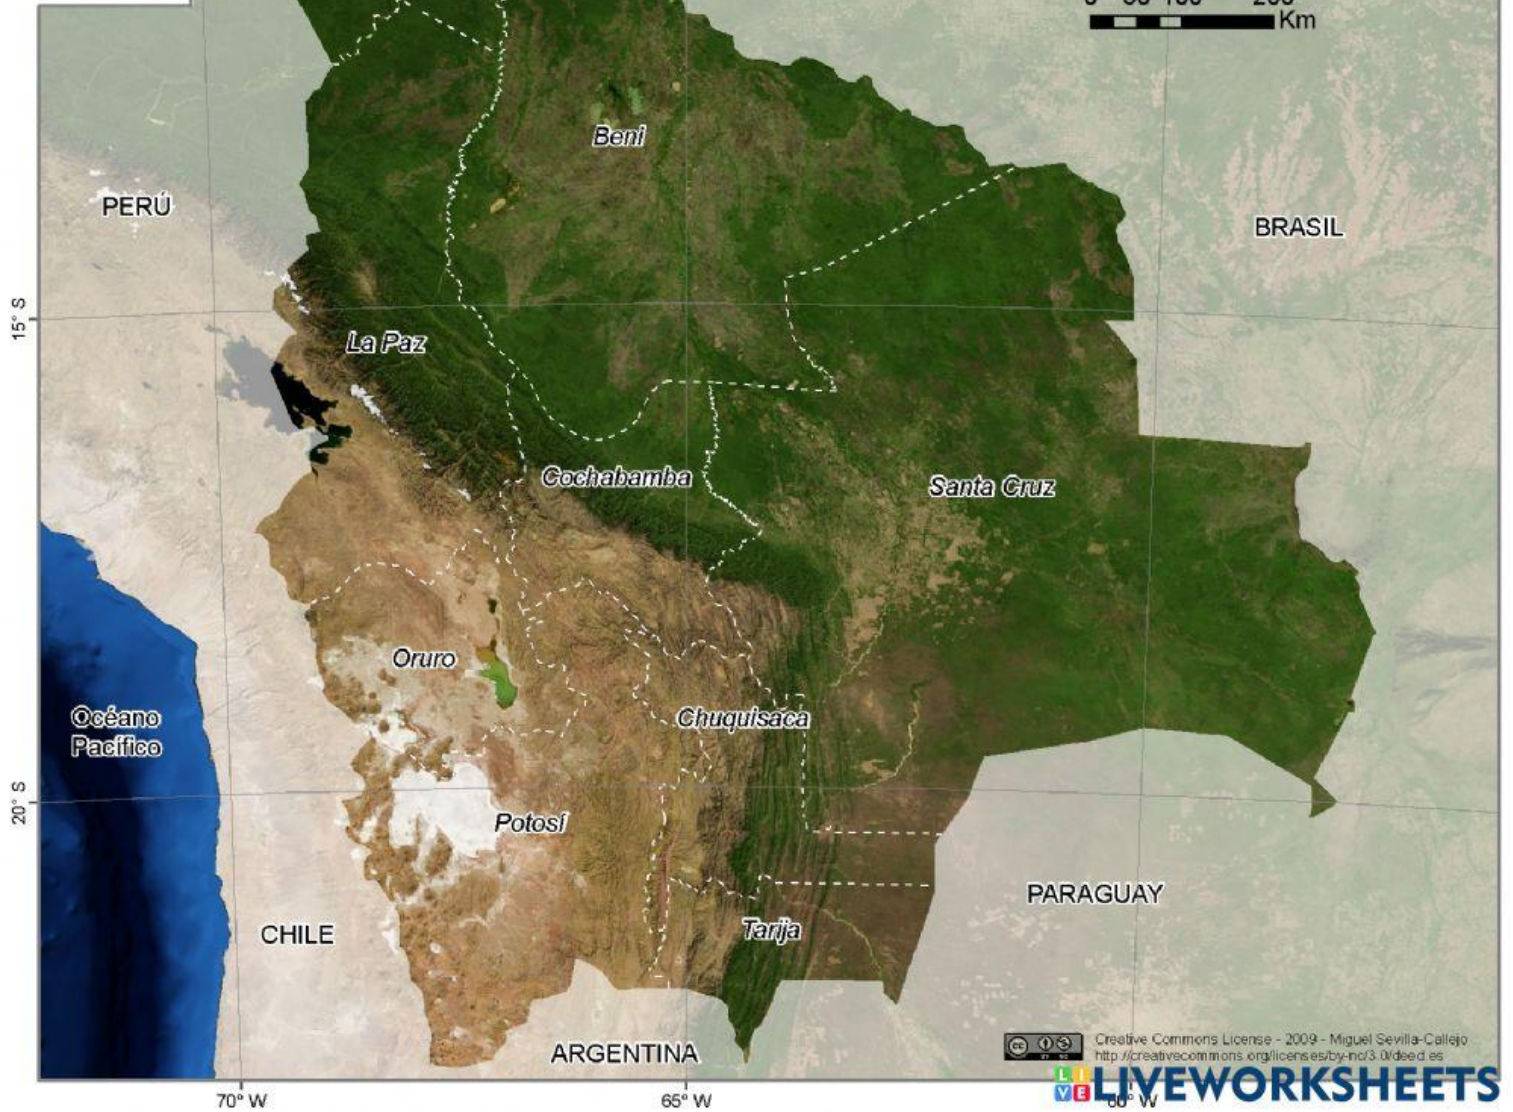 Km
Beni
PERÚ
BRASIL
15° S
La Paz
Cochabamba
Santa Cruz
Oruro
Océano
Pacífico
Chuquisaca
20° S
Potosí
PARAGUAY
CHILE
Tarija
ARGENTINA
Creative Commons License - 2009 - Miguel Sevilla-Callejo
http://creativecommons.org/licenses/by-nc/3.0/deed.es
LIVE LIVEWORKSHEETS
70° W
65° W
60° W